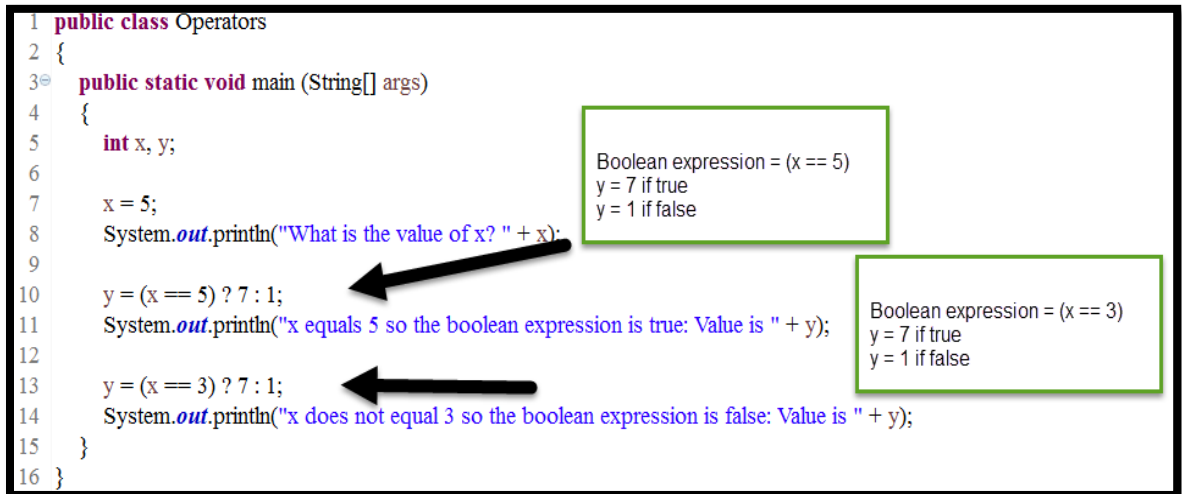 1 public class Operators
2 {
3 public static void main (String[] args)
4 {
5 int x, y;
6
7 x = 5;
8 System.out.println("What is the value of x? " + x);
9
10 y = (x == 5) ? 7 : 1;
11 System.out.println("x equals 5 so the boolean expression is true: Value is " + y);
12
13 y = (x == 3) ? 7 : 1;
14 System.out.println("x does not equal 3 so the boolean expression is false: Value is " + y);
15 }
16 }
Boolean expression = (x == 5)
y = 7 if true
y = 1 if false
Boolean expression = (x == 3)
y = 7 if true
y = 1 if false